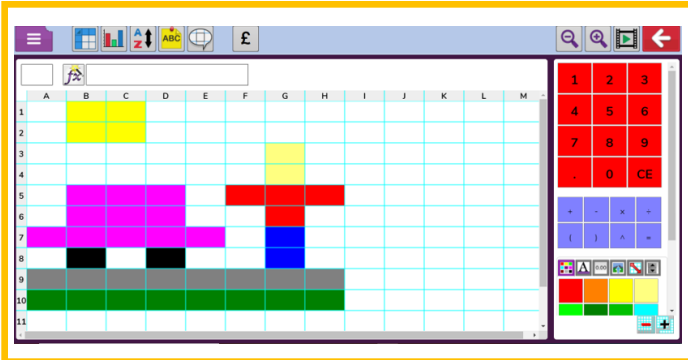 A Z ABC £
fx
A B C D E F G H I J K L M
1
2
3
4
5
6
7
8
9
10
11
1 2 3
4 5 6
7 8 9
. 0 CE
+ - × ÷
( ) ^ =
A 0.00
- +